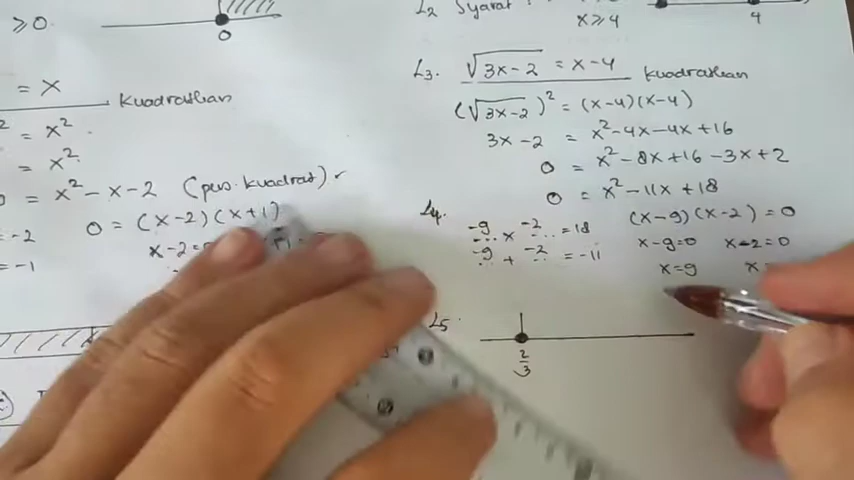 ≥0
0
= x
kuadratkan
² = x²
= x²
0 = x² - x - 2 (pers. kuadrat) ✓
= -2
0 = (x-2)(x+1)
= -1
x-2=0
L2 Syarat :
x ≥ 4
4
L3. √3x-2 = x-4 kuadratkan
(√3x-2)² = (x-4)(x-4)
3x-2 = x²-4x-4x+16
0 = x²-8x+16-3x+2
0 = x²-11x+18
L4. -9 x -2 = 18 (x-9)(x-2)=0
-9 + -2 = -11 x-9=0 x-2=0
x=9 x=
L5.
2/3